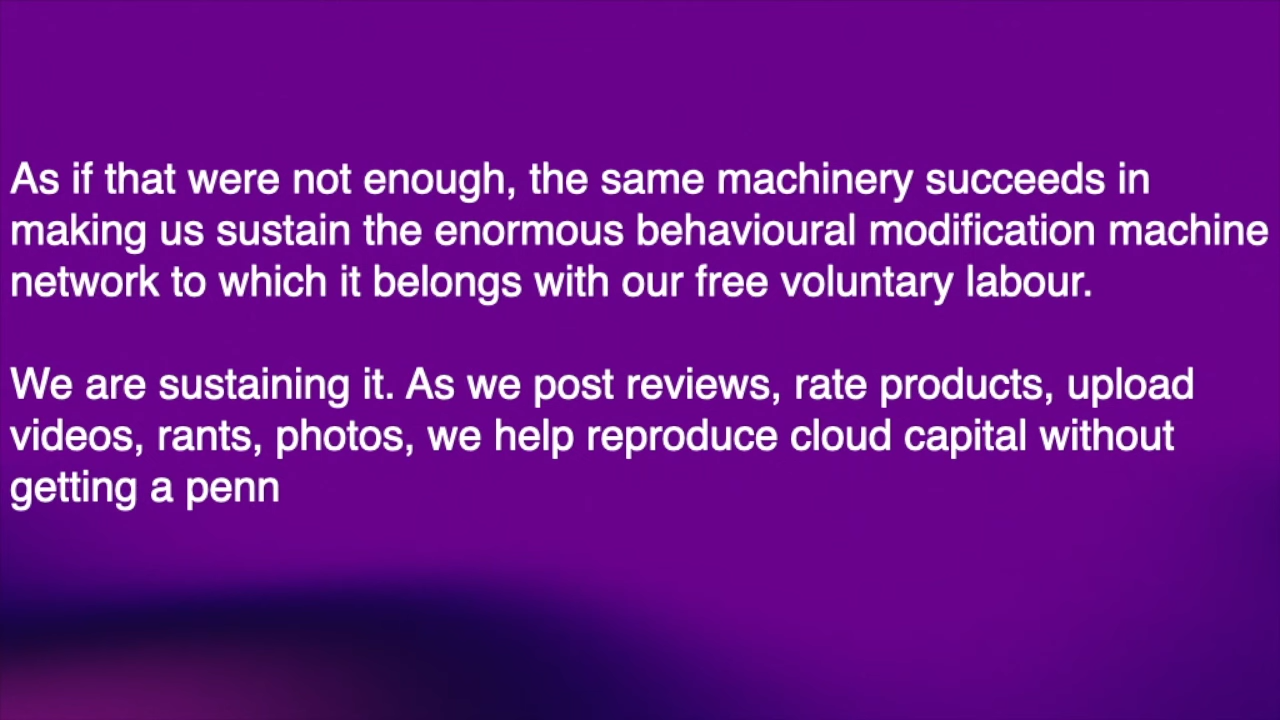 As if that were not enough, the same machinery succeeds in
making us sustain the enormous behavioural modification machine
network to which it belongs with our free voluntary labour.
We are sustaining it. As we post reviews, rate products, upload
videos, rants, photos, we help reproduce cloud capital without
getting a penn